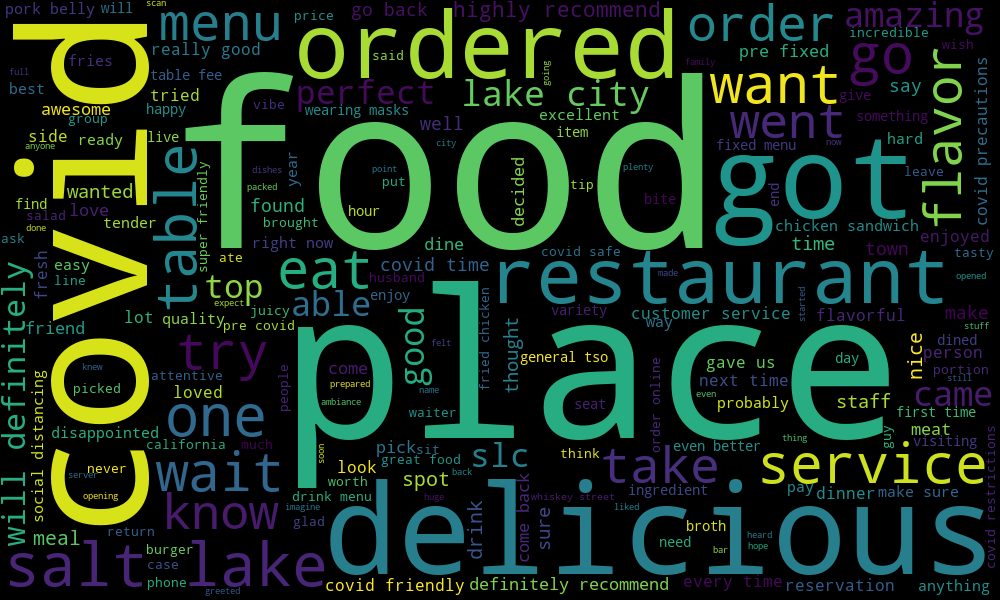 scan
pork belly will
go back
highly recommend
price
menu
ordered
order
amazing
incredible
fries
really good
said
pre fixed
go
wish
full
best
table fee
tried
going
family
want
say
give
covid
food
perfect
lake city
awesome
group
happy
vibe
wearing masks
well
excellent
item
went
flavor
something
covid precautions
side
ready
live
anyone
fixed menu
now
hard
city
got
find
wanted
table
super friendly
dishes
year
point
put
plenty
leave
salad
love
packed
decided
tip
bite
end
done
tender
found
hour
brought
chicken sandwich
ask
right now
dine
time
town
enjoyed
fresh
easy
line
ate
eat
covid time
covid safe
restaurant
tasty
top
expect
able
husband
enjoy
made
opened
juicy
variety
started
friend
lot quality
pre covid
good
place
customer service
way
flavorful
make
stuff
will definitely
try
felt
fried chicken
thought
nice
dined
person
knew
attentive
people
come
general tso
gave us
day
portion
picked
prepared
name
order online
next time
still
social distancing
loved
one
ambiance
waiter
seat
even
probably
staff
came
first time
disappointed
california
much
pick
sit
even better
thing
guy
meat
visiting
never
server
wait
soon
look
great food
back
slc
think
take
service
opening
worth
spot
huge
know
imagine
drink menu
drink
come back
sure
whiskey street
ingredient
pay
dinner
make sure
covid restrictions
meal
return
glad
delicious
liked
broth
need
bar
heard
hope
salt lake
burger
case
phone
greeted
covid friendly
definitely recommend
every time
reservation
anything